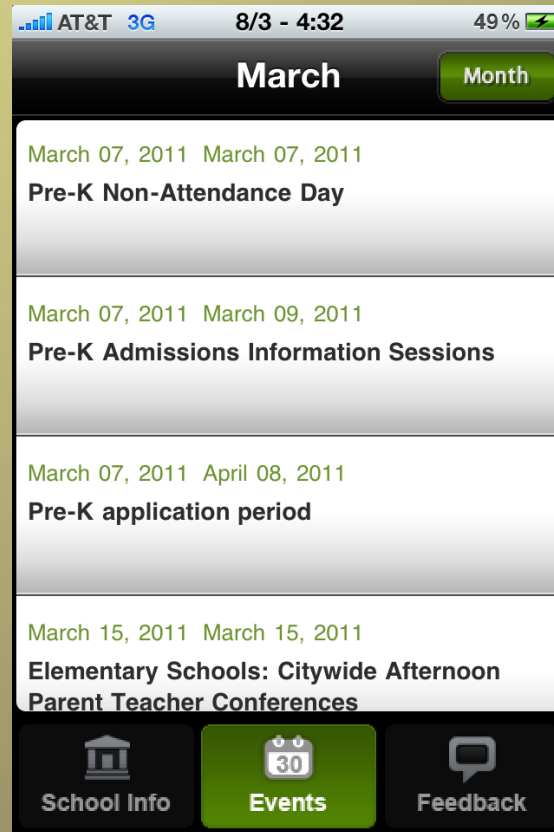 AT&T 3G 8/3 - 4:32 49%
March Month
March 07, 2011 March 07, 2011
Pre-K Non-Attendance Day
March 07, 2011 March 09, 2011
Pre-K Admissions Information Sessions
March 07, 2011 April 08, 2011
Pre-K application period
March 15, 2011 March 15, 2011
Elementary Schools: Citywide Afternoon
Parent Teacher Conferences
30
School Info Events Feedback